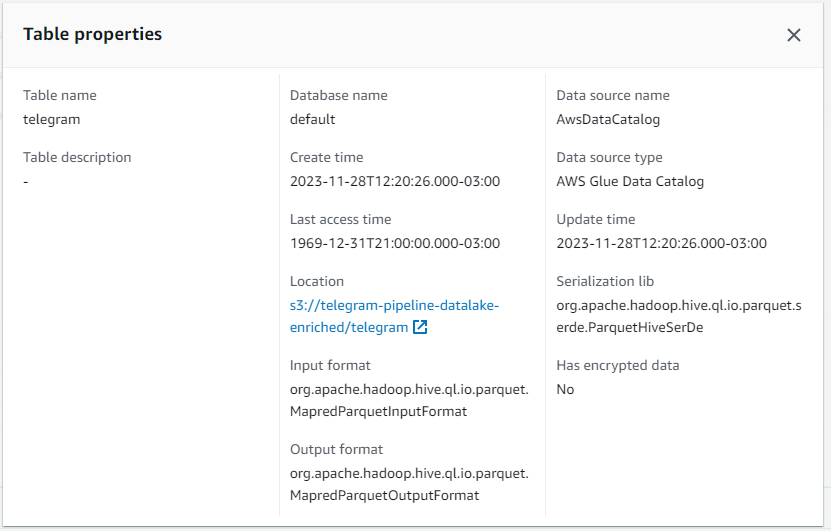 Table properties
Table name
telegram
Table description
-
Database name
default
Create time
2023-11-28T12:20:26.000-03:00
Last access time
1969-12-31T21:00:00.000-03:00
Location
s3://telegram-pipeline-datalake-
enriched/telegram
Input format
org.apache.hadoop.hive.ql.io.parquet.
MapredParquetInputFormat
Output format
org.apache.hadoop.hive.ql.io.parquet.
MapredParquetOutputFormat
Data source name
AwsDataCatalog
Data source type
AWS Glue Data Catalog
Update time
2023-11-28T12:20:26.000-03:00
Serialization lib
org.apache.hadoop.hive.ql.io.parquet.s
erde.ParquetHiveSerDe
Has encrypted data
No